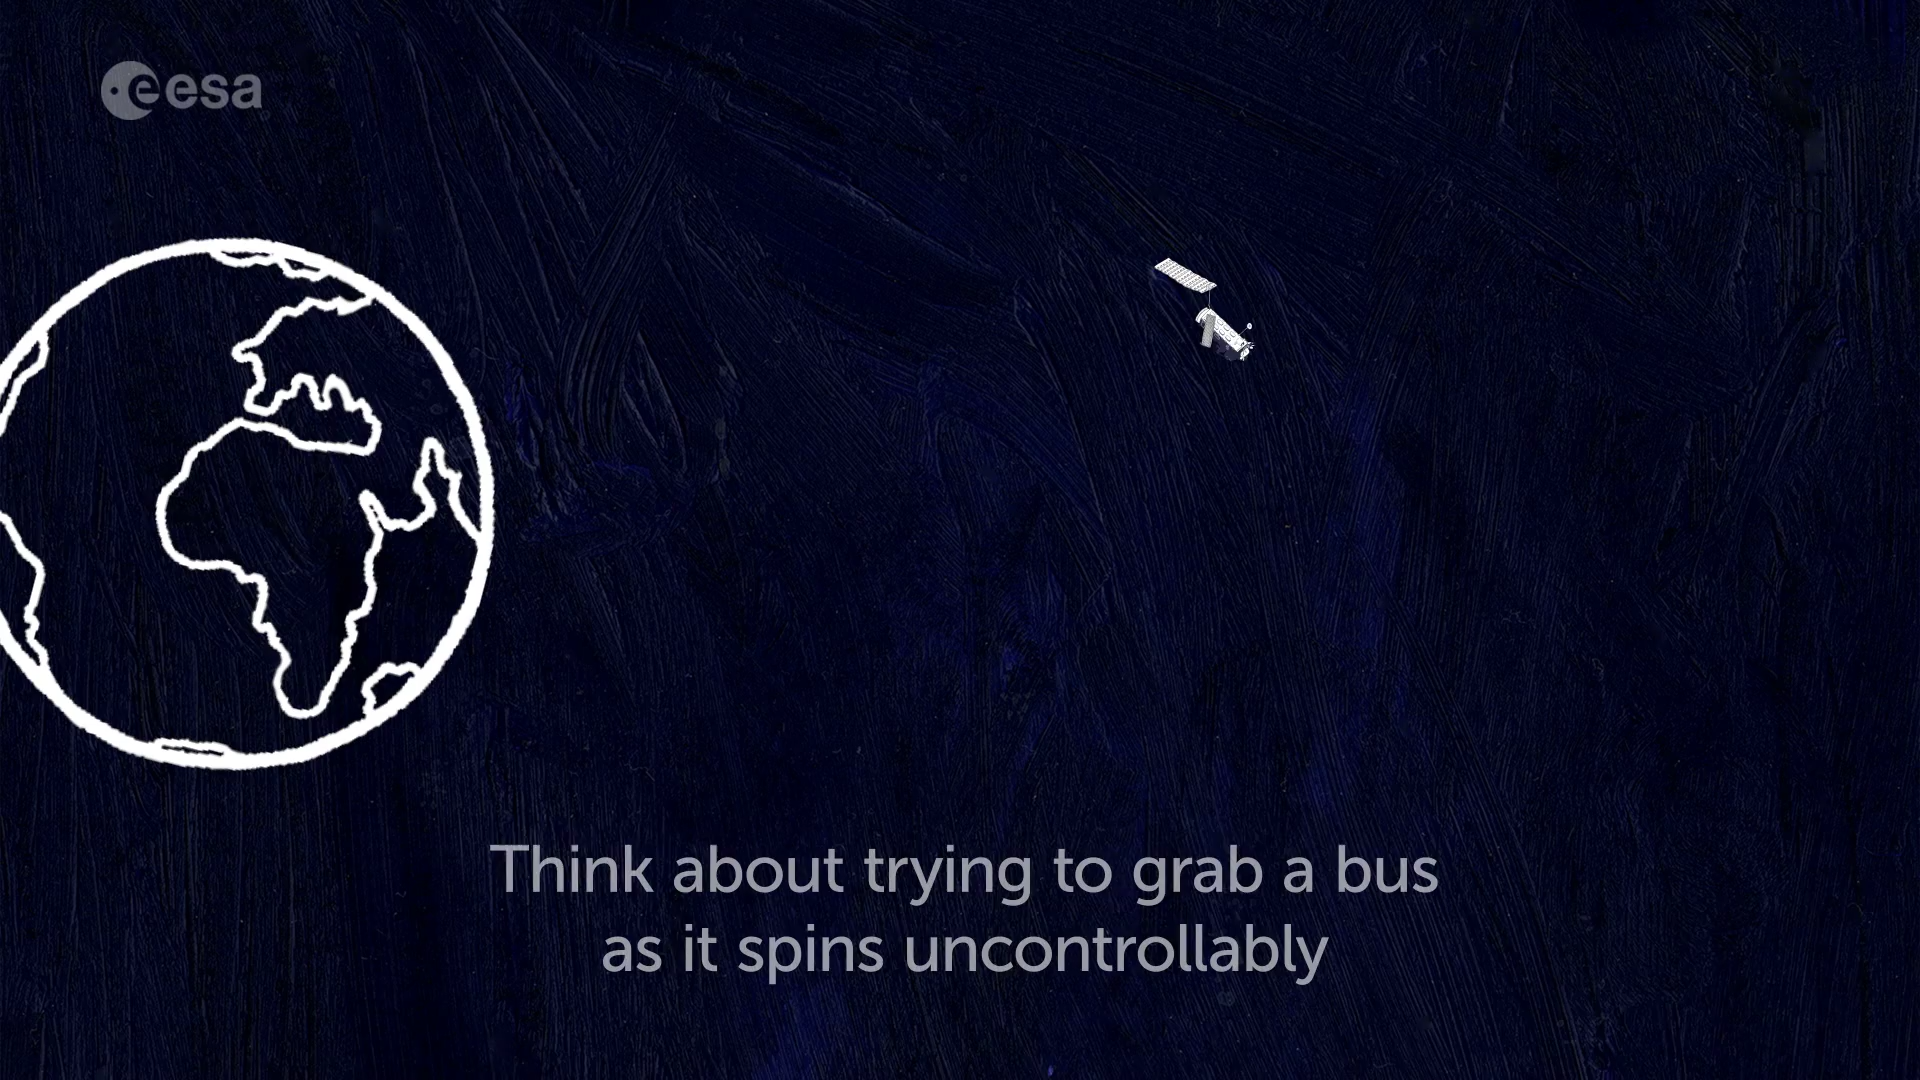 esa
Think about trying to grab a bus
as it spins uncontrollably